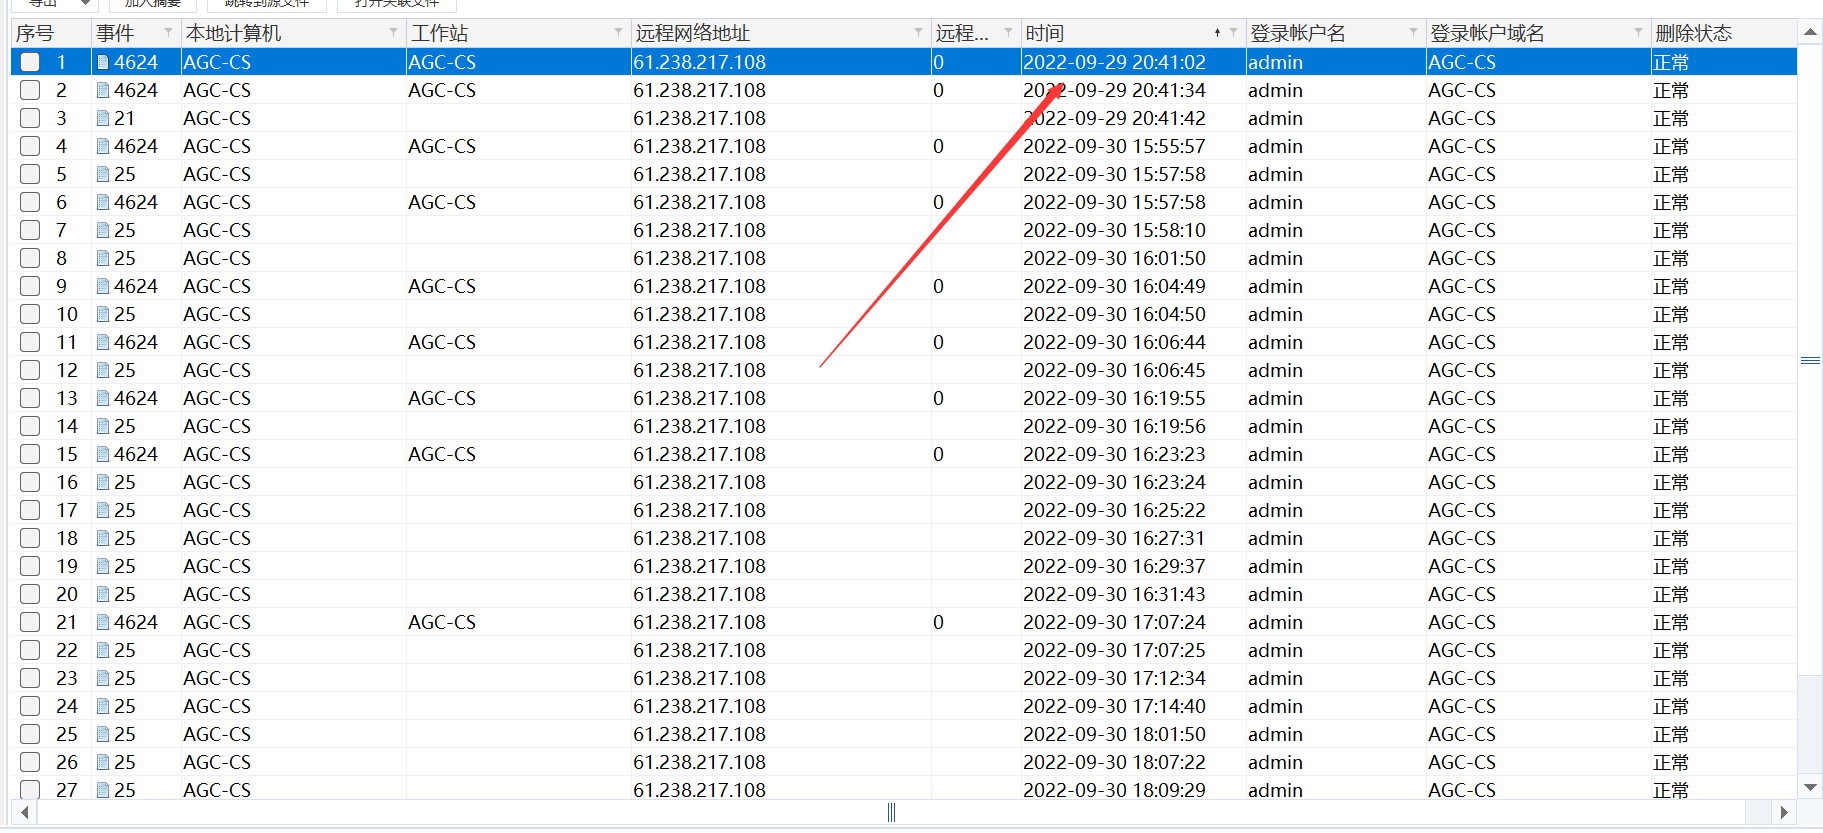 导出 加入摘要 跳转到源文件 打开关联文件
序号 事件 本地计算机 工作站 远程网络地址 远程... 时间 登录帐户名 登录帐户域名 删除状态
1 4624 AGC-CS AGC-CS 61.238.217.108 0 2022-09-29 20:41:02 admin AGC-CS 正常
2 4624 AGC-CS AGC-CS 61.238.217.108 0 2022-09-29 20:41:34 admin AGC-CS 正常
3 21 AGC-CS 61.238.217.108 2022-09-29 20:41:42 admin AGC-CS 正常
4 4624 AGC-CS AGC-CS 61.238.217.108 0 2022-09-30 15:55:57 admin AGC-CS 正常
5 25 AGC-CS 61.238.217.108 2022-09-30 15:57:58 admin AGC-CS 正常
6 4624 AGC-CS AGC-CS 61.238.217.108 0 2022-09-30 15:57:58 admin AGC-CS 正常
7 25 AGC-CS 61.238.217.108 2022-09-30 15:58:10 admin AGC-CS 正常
8 25 AGC-CS 61.238.217.108 2022-09-30 16:01:50 admin AGC-CS 正常
9 4624 AGC-CS AGC-CS 61.238.217.108 0 2022-09-30 16:04:49 admin AGC-CS 正常
10 25 AGC-CS 61.238.217.108 2022-09-30 16:04:50 admin AGC-CS 正常
11 4624 AGC-CS AGC-CS 61.238.217.108 0 2022-09-30 16:06:44 admin AGC-CS 正常
12 25 AGC-CS 61.238.217.108 2022-09-30 16:06:45 admin AGC-CS 正常
13 4624 AGC-CS AGC-CS 61.238.217.108 0 2022-09-30 16:19:55 admin AGC-CS 正常
14 25 AGC-CS 61.238.217.108 2022-09-30 16:19:56 admin AGC-CS 正常
15 4624 AGC-CS AGC-CS 61.238.217.108 0 2022-09-30 16:23:23 admin AGC-CS 正常
16 25 AGC-CS 61.238.217.108 2022-09-30 16:23:24 admin AGC-CS 正常
17 25 AGC-CS 61.238.217.108 2022-09-30 16:25:22 admin AGC-CS 正常
18 25 AGC-CS 61.238.217.108 2022-09-30 16:27:31 admin AGC-CS 正常
19 25 AGC-CS 61.238.217.108 2022-09-30 16:29:37 admin AGC-CS 正常
20 25 AGC-CS 61.238.217.108 2022-09-30 16:31:43 admin AGC-CS 正常
21 4624 AGC-CS AGC-CS 61.238.217.108 0 2022-09-30 17:07:24 admin AGC-CS 正常
22 25 AGC-CS 61.238.217.108 2022-09-30 17:07:25 admin AGC-CS 正常
23 25 AGC-CS 61.238.217.108 2022-09-30 17:12:34 admin AGC-CS 正常
24 25 AGC-CS 61.238.217.108 2022-09-30 17:14:40 admin AGC-CS 正常
25 25 AGC-CS 61.238.217.108 2022-09-30 18:01:50 admin AGC-CS 正常
26 25 AGC-CS 61.238.217.108 2022-09-30 18:07:22 admin AGC-CS 正常
27 25 AGC-CS 61.238.217.108 2022-09-30 18:09:29 admin AGC-CS 正常